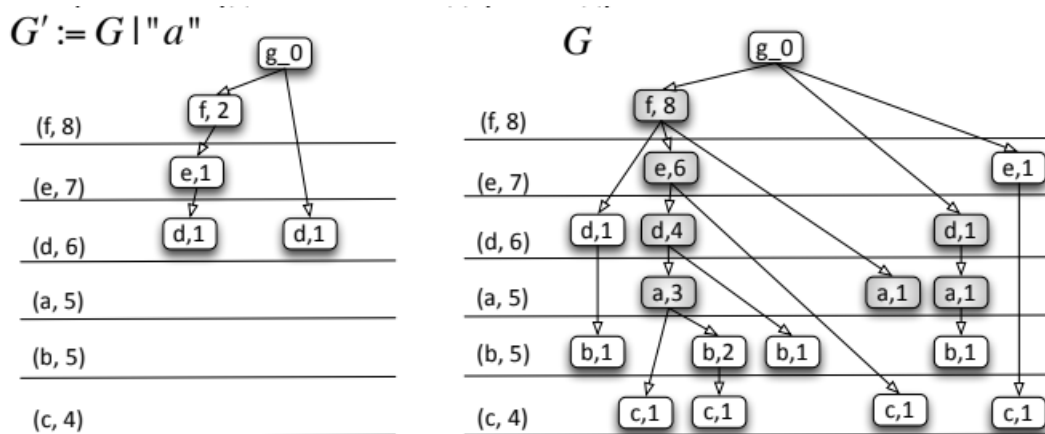 G' := G | "a"
g_0
f, 2
(f, 8)
e,1
(e, 7)
d,1 d,1
(d, 6)
(a, 5)
(b, 5)
(c, 4)
G
g_0
f, 8
(f, 8)
e,6 e,1
(e, 7)
d,1 d,4 d,1
(d, 6)
a,3 a,1 a,1
(a, 5)
b,1 b,2 b,1 b,1
(b, 5)
c,1 c,1 c,1 c,1
(c, 4)